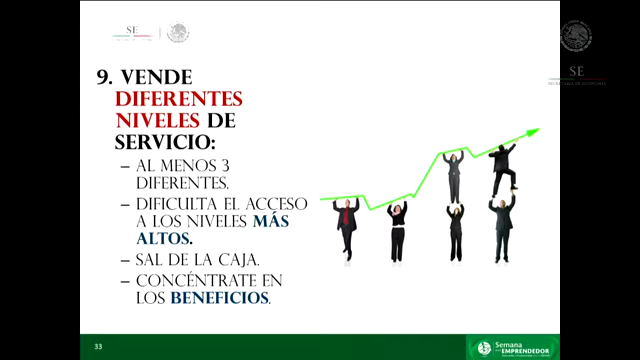 SE
SE
9. VENDE
DIFERENTES
NIVELES DE
SERVICIO:
– AL MENOS 3
DIFERENTES.
– DIFICULTA EL ACCESO
A LOS NIVELES MÁS
ALTOS.
– SAL DE LA CAJA.
– CONCÉNTRATE EN
LOS BENEFICIOS.
33
Semana
EMPRENDEDOR